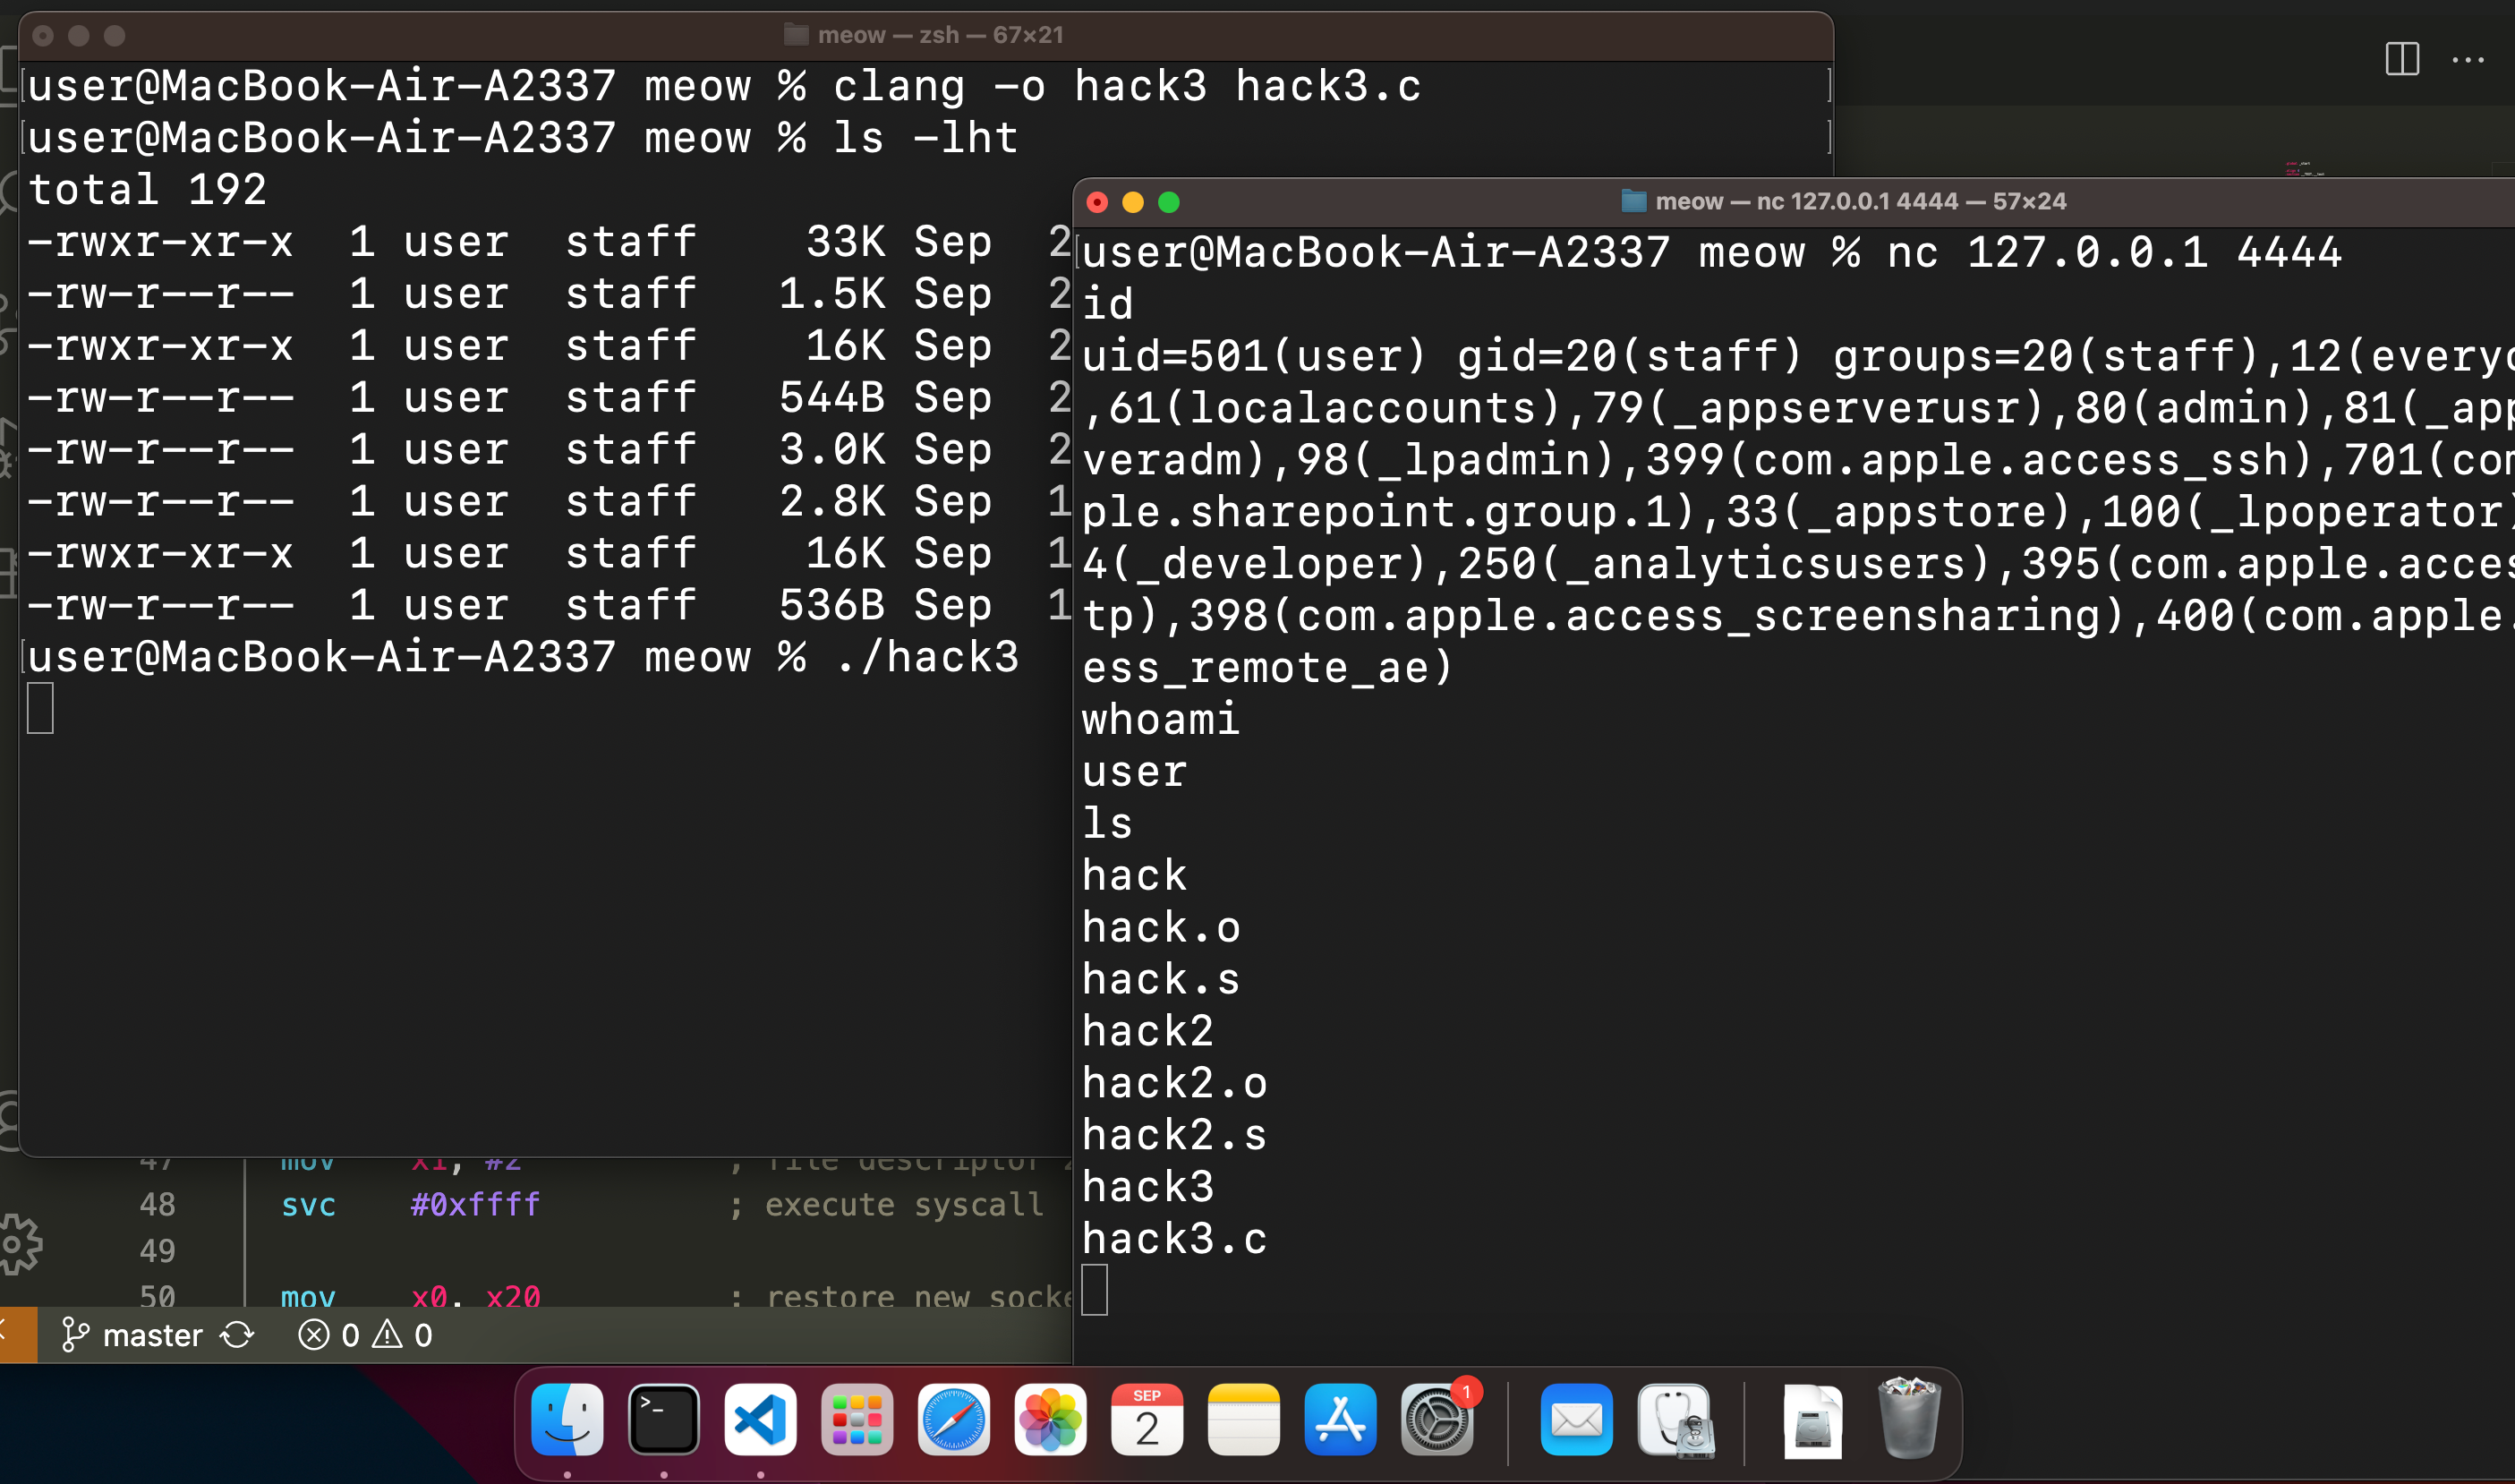 meow — zsh — 67×21
user@MacBook-Air-A2337 meow % clang -o hack3 hack3.c
user@MacBook-Air-A2337 meow % ls -lht
total 192
-rwxr-xr-x  1 user  staff    33K Sep  2
-rw-r--r--  1 user  staff   1.5K Sep  2
-rwxr-xr-x  1 user  staff    16K Sep  2
-rw-r--r--  1 user  staff   544B Sep  2
-rw-r--r--  1 user  staff   3.0K Sep  2
-rw-r--r--  1 user  staff   2.8K Sep  1
-rwxr-xr-x  1 user  staff    16K Sep  1
-rw-r--r--  1 user  staff   536B Sep  1
user@MacBook-Air-A2337 meow % ./hack3
meow — nc 127.0.0.1 4444 — 57×24
user@MacBook-Air-A2337 meow % nc 127.0.0.1 4444
id
uid=501(user) gid=20(staff) groups=20(staff),12(everyo
,61(localaccounts),79(_appserverusr),80(admin),81(_app
veradm),98(_lpadmin),399(com.apple.access_ssh),701(com
ple.sharepoint.group.1),33(_appstore),100(_lpoperator)
4(_developer),250(_analyticsusers),395(com.apple.acces
tp),398(com.apple.access_screensharing),400(com.apple.
ess_remote_ae)
whoami
user
ls
hack
hack.o
hack.s
hack2
hack2.o
hack2.s
hack3
hack3.c
47 mov x1, #2 ; file descriptor 2
48 svc #0xffff ; execute syscall
49
50 mov x0, x20 ; restore new socke
master 0 0
SEP
2
1